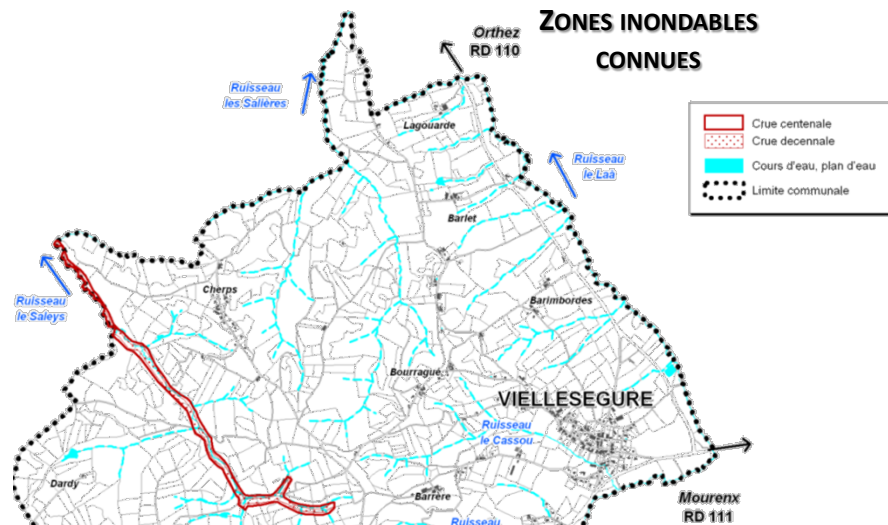 ZONES INONDABLES
CONNUES
Orthez
RD 110
Ruisseau
les Salières
Lagouarde
Crue centenale
Crue decennale
Cours d'eau, plan d'eau
Limite communale
Ruisseau
le Laâ
Barlet
Ruisseau
le Saleys
Cherps
Barimbordes
Bourrague
VIELLESEGURE
Ruisseau
le Cassou
Dardy
Barrère
Mourenx
RD 111
Ruisseau